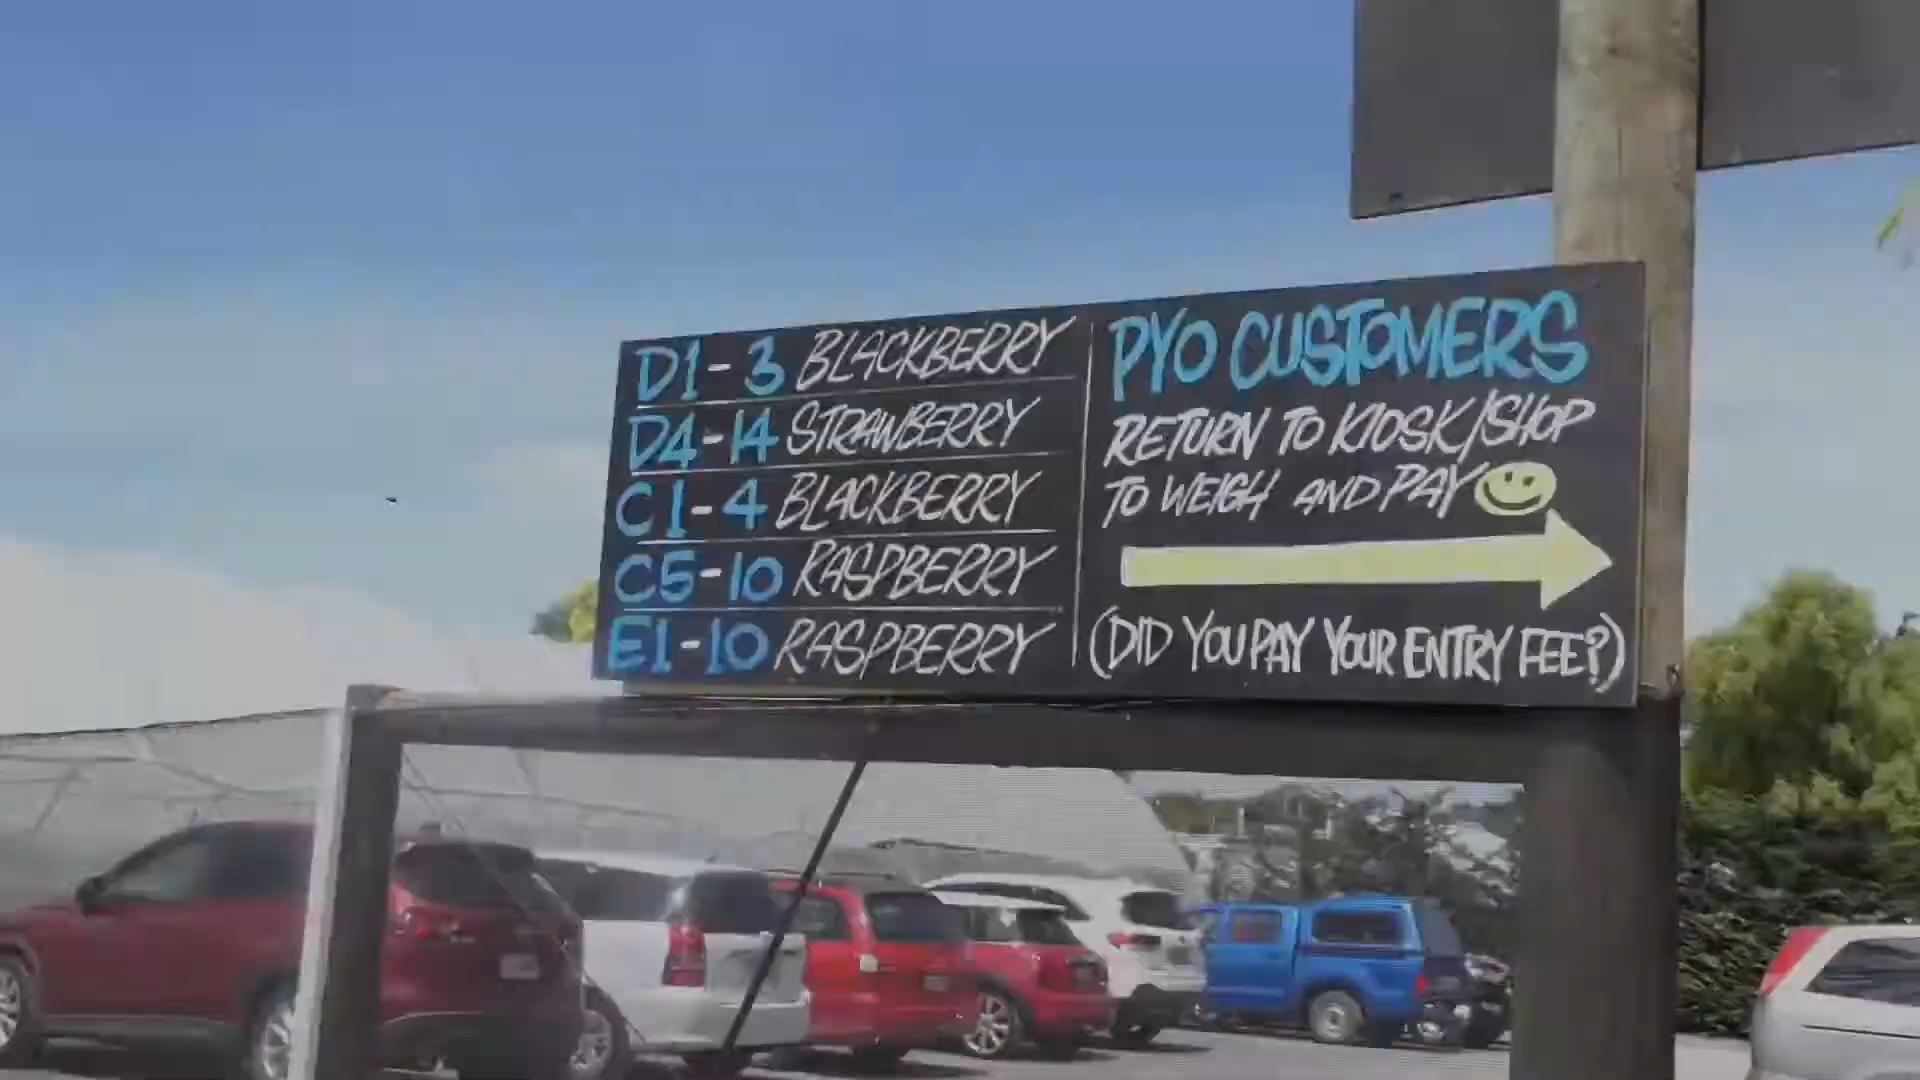 D1-3 BLACKBERRY
D4-14 STRAWBERRY
C1-4 BLACKBERRY
C5-10 RASPBERRY
E1-10 RASPBERRY
PYO CUSTOMERS
RETURN TO KIOSK/SHOP
TO WEIGH AND PAY
(DID YOU PAY YOUR ENTRY FEE?)